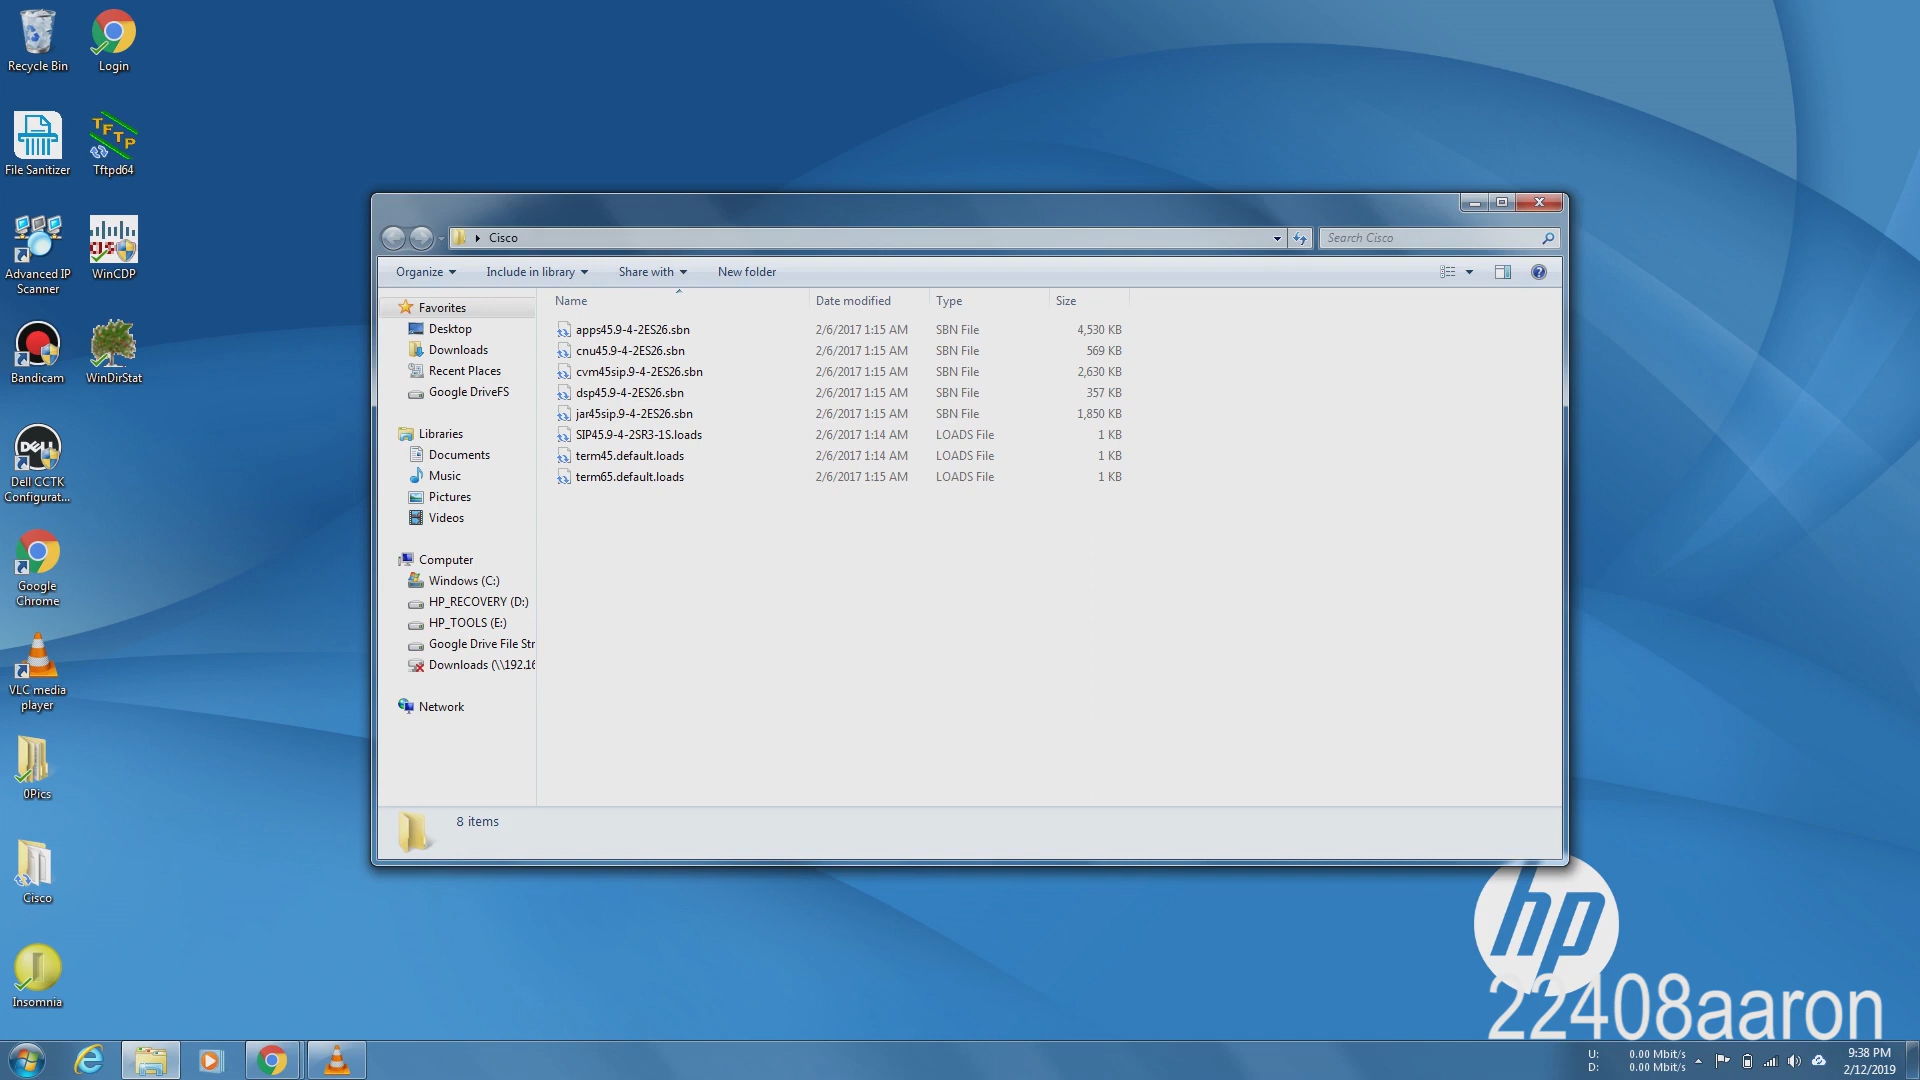 Recycle Bin
Login
File Sanitizer
TFTP
Tftpd64
Advanced IP
Scanner
WinCDP
Bandicam
WinDirStat
DELL
Dell CCTK
Configurat...
Google
Chrome
VLC media
player
0Pics
Cisco
Insomnia
Cisco
Search Cisco
Organize
Include in library
Share with
New folder
Name
Date modified
Type
Size
Favorites
Desktop
Downloads
Recent Places
Google DriveFS
Libraries
Documents
Music
Pictures
Videos
Computer
Windows (C:)
HP_RECOVERY (D:)
HP_TOOLS (E:)
Google Drive File Str
Downloads (\\192.16
Network
apps45.9-4-2ES26.sbn 2/6/2017 1:15 AM SBN File 4,530 KB
cnu45.9-4-2ES26.sbn 2/6/2017 1:15 AM SBN File 569 KB
cvm45sip.9-4-2ES26.sbn 2/6/2017 1:15 AM SBN File 2,630 KB
dsp45.9-4-2ES26.sbn 2/6/2017 1:15 AM SBN File 357 KB
jar45sip.9-4-2ES26.sbn 2/6/2017 1:15 AM SBN File 1,850 KB
SIP45.9-4-2SR3-1S.loads 2/6/2017 1:14 AM LOADS File 1 KB
term45.default.loads 2/6/2017 1:14 AM LOADS File 1 KB
term65.default.loads 2/6/2017 1:15 AM LOADS File 1 KB
8 items
hp
22408aaron
U: 0.00 Mbit/s
D: 0.00 Mbit/s
9:38 PM
2/12/2019